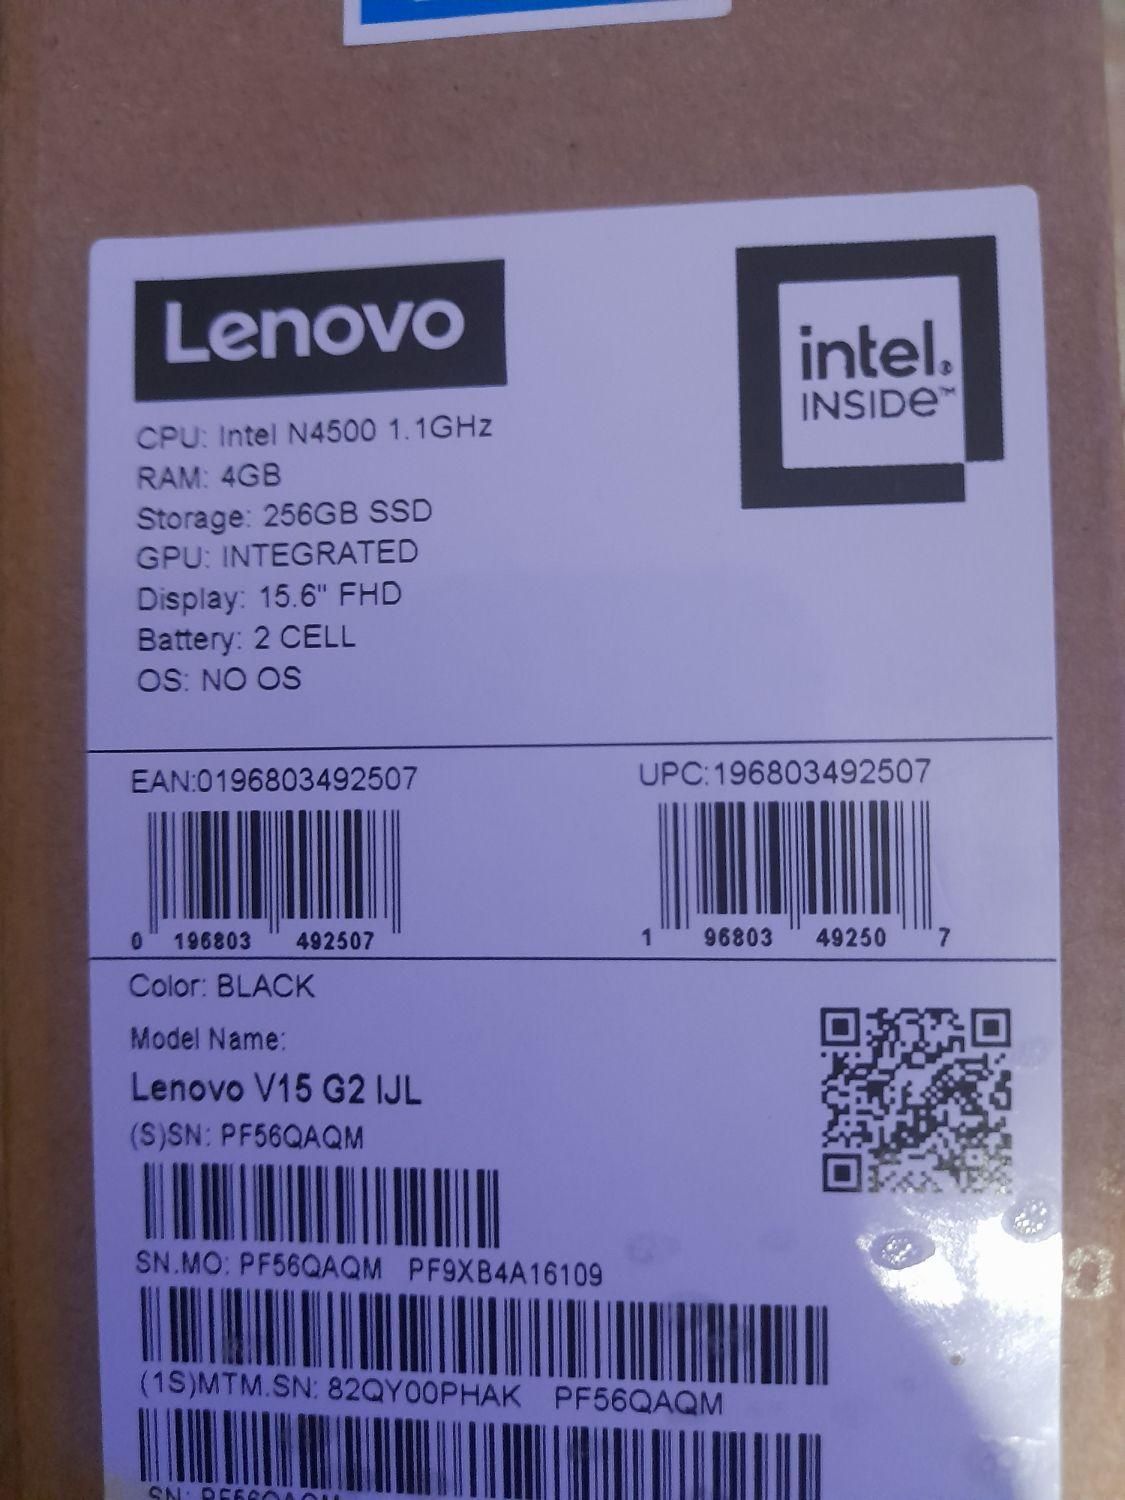 Lenovo
intel.
INSIDe™
CPU: Intel N4500 1.1GHz
RAM: 4GB
Storage: 256GB SSD
GPU: INTEGRATED
Display: 15.6" FHD
Battery: 2 CELL
OS: NO OS
EAN:0196803492507
UPC:196803492507
0 196803 492507
1 96803 49250 7
Color: BLACK
Model Name:
Lenovo V15 G2 IJL
(S)SN: PF56QAQM
SN.MO: PF56QAQM PF9XB4A16109
(1S)MTM.SN: 82QY00PHAK PF56QAQM
SN: PF56QAQM